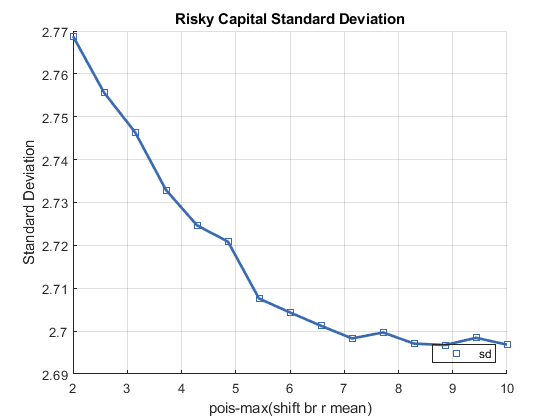 Risky Capital Standard Deviation
2.77
2.76
2.75
2.74
2.73
2.72
2.71
2.7
2.69
Standard Deviation
sd
2 3 4 5 6 7 8 9 10
pois-max(shift br r mean)